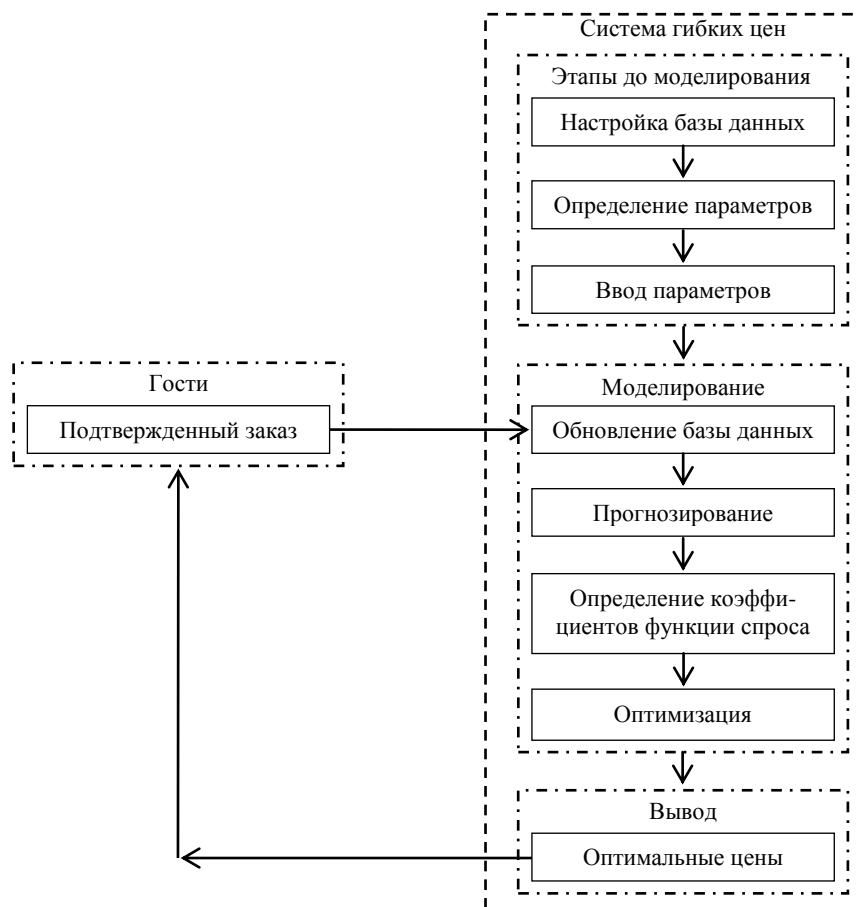 Система гибких цен
Этапы до моделирования
Настройка базы данных
Определение параметров
Ввод параметров
Гости
Подтвержденный заказ
Моделирование
Обновление базы данных
Прогнозирование
Определение коэффи-
циентов функции спроса
Оптимизация
Вывод
Оптимальные цены